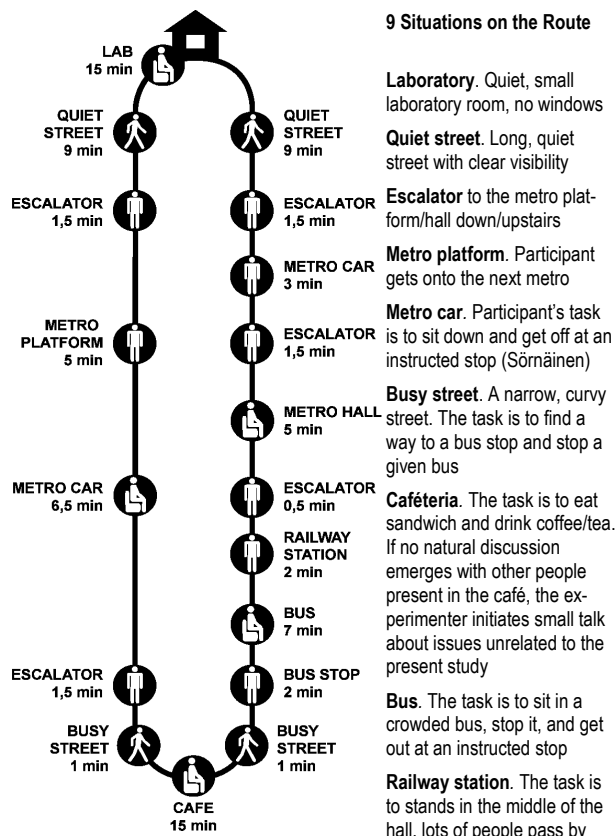 LAB
15 min
QUIET
STREET
9 min
ESCALATOR
1,5 min
METRO
PLATFORM
5 min
METRO CAR
6,5 min
ESCALATOR
1,5 min
BUSY
STREET
1 min
CAFE
15 min
QUIET
STREET
9 min
ESCALATOR
1,5 min
METRO CAR
3 min
ESCALATOR
1,5 min
METRO HALL
5 min
ESCALATOR
0,5 min
RAILWAY
STATION
2 min
BUS
7 min
BUS STOP
2 min
BUSY
STREET
1 min
9 Situations on the Route
Laboratory. Quiet, small
laboratory room, no windows
Quiet street. Long, quiet
street with clear visibility
Escalator to the metro plat-
form/hall down/upstairs
Metro platform. Participant
gets onto the next metro
Metro car. Participant's task
is to sit down and get off at an
instructed stop (Sörnäinen)
Busy street. A narrow, curvy
street. The task is to find a
way to a bus stop and stop a
given bus
Caféteria. The task is to eat
sandwich and drink coffee/tea.
If no natural discussion
emerges with other people
present in the café, the ex-
perimenter initiates small talk
about issues unrelated to the
present study
Bus. The task is to sit in a
crowded bus, stop it, and get
out at an instructed stop
Railway station. The task is
to stands in the middle of the
hall, lots of people pass by